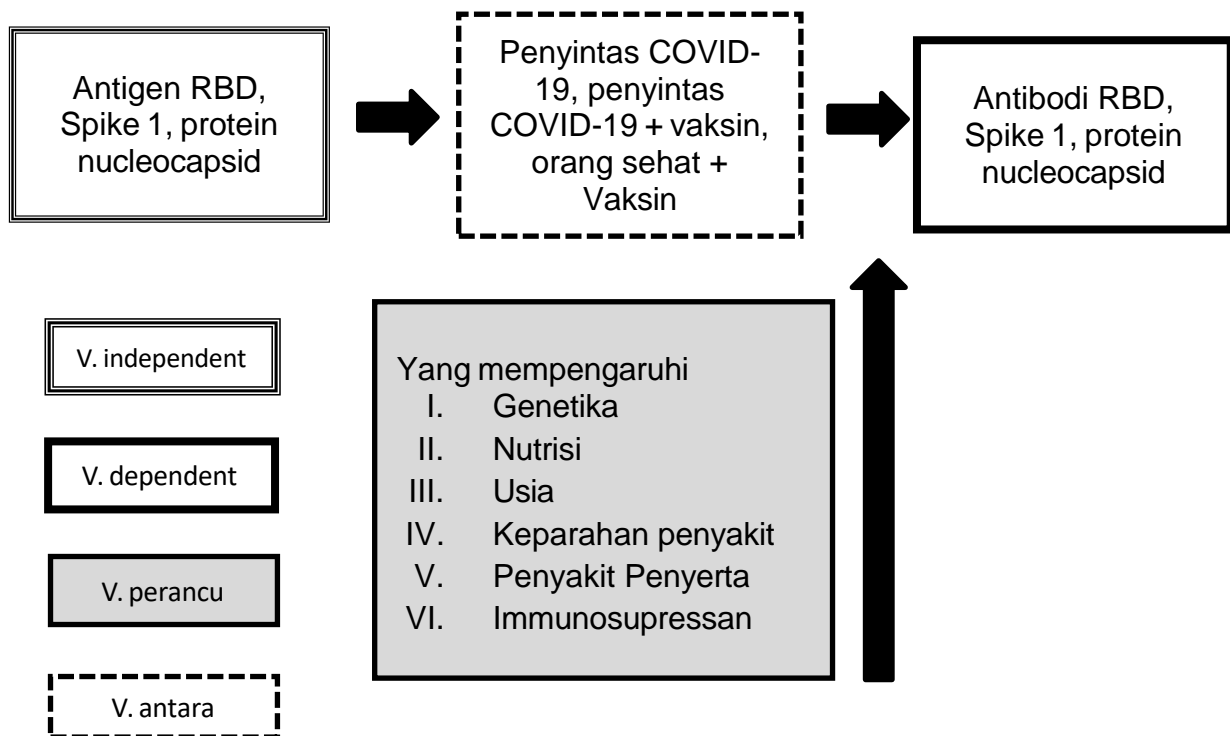 Antigen RBD,
Spike 1, protein
nucleocapsid
Penyintas COVID-
19, penyintas
COVID-19 + vaksin,
orang sehat +
Vaksin
Antibodi RBD,
Spike 1, protein
nucleocapsid
V. independent
V. dependent
V. perancu
V. antara
Yang mempengaruhi
I. Genetika
II. Nutrisi
III. Usia
IV. Keparahan penyakit
V. Penyakit Penyerta
VI. Immunosupressan